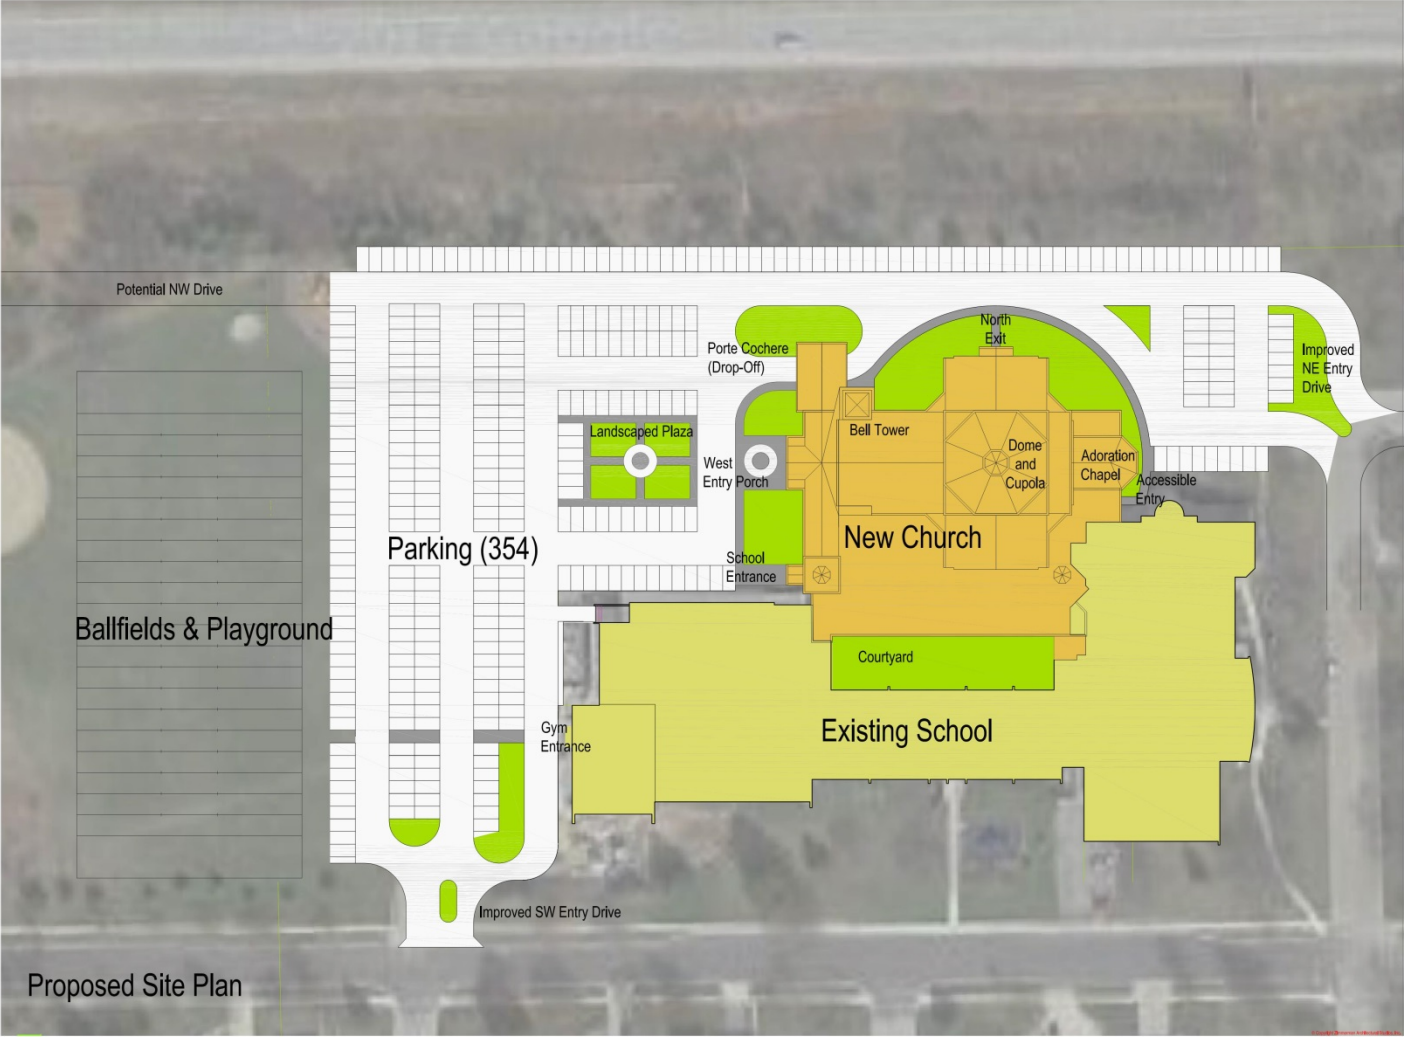 Potential NW Drive
North
Exit
Porte Cochere
(Drop-Off)
Improved
NE Entry
Drive
Landscaped Plaza
Bell Tower
Dome
and
Cupola
Adoration
Chapel
West
Entry Porch
Accessible
Entry
New Church
Parking (354)
School
Entrance
Ballfields & Playground
Courtyard
Gym
Entrance
Existing School
Improved SW Entry Drive
Proposed Site Plan